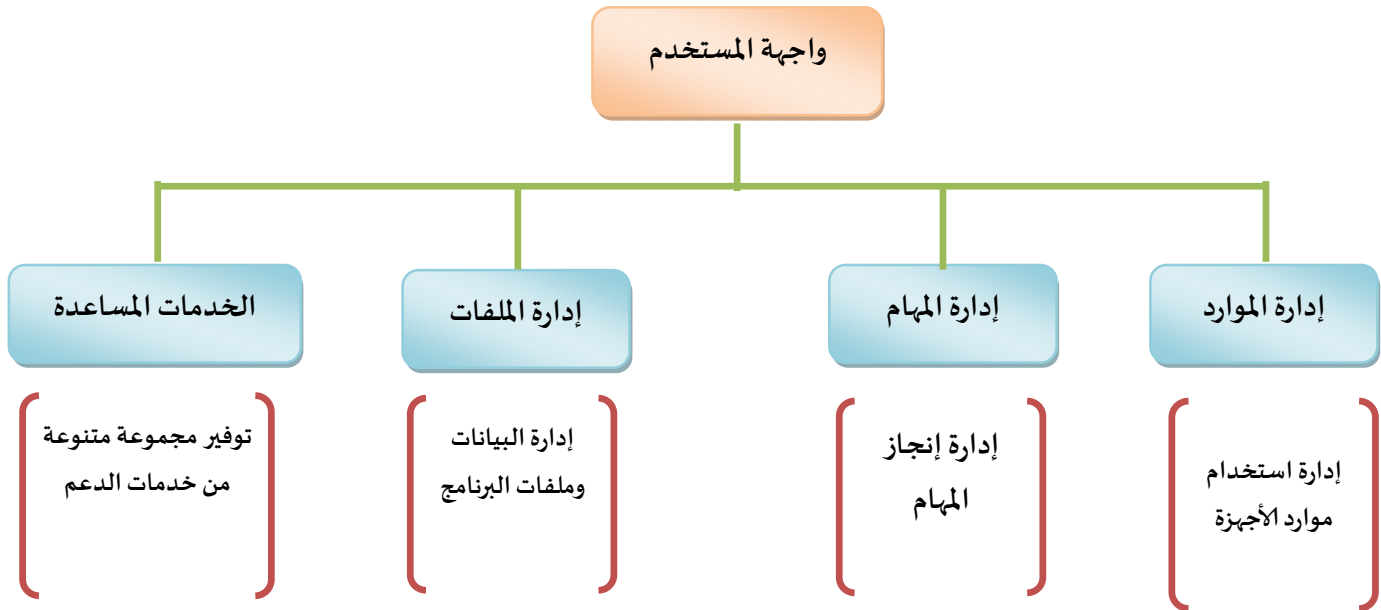 واجهة المستخدم
إدارة الموارد
إدارة المهام
إدارة الملفات
الخدمات المساعدة
إدارة استخدام
موارد الأجهزة
إدارة إنجاز
المهام
إدارة البيانات
وملفات البرنامج
توفير مجموعة متنوعة
من خدمات الدعم